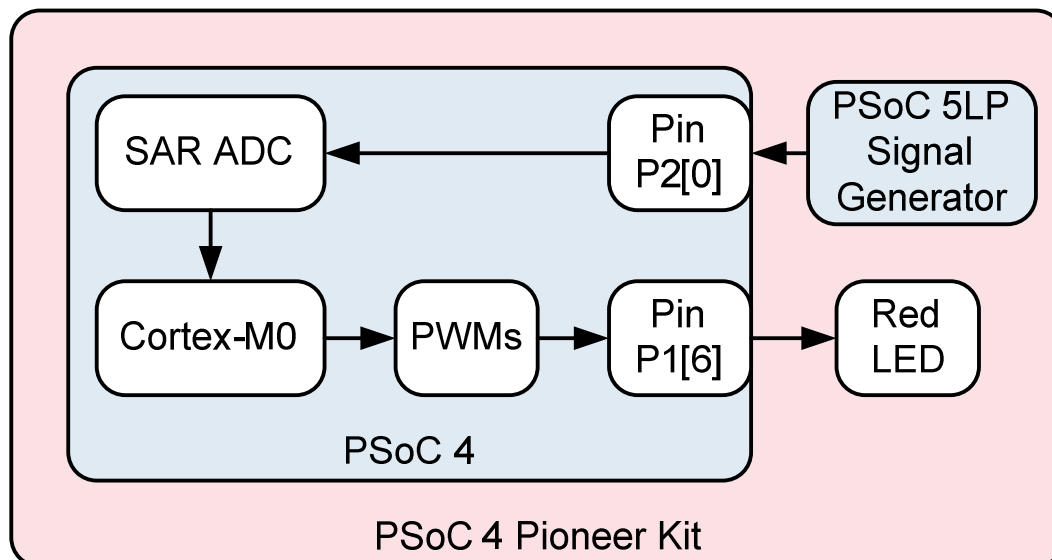 SAR ADC
Pin
P2[0]
PSoC 5LP
Signal
Generator
Cortex-M0
PWMs
Pin
P1[6]
Red
LED
PSoC 4
PSoC 4 Pioneer Kit